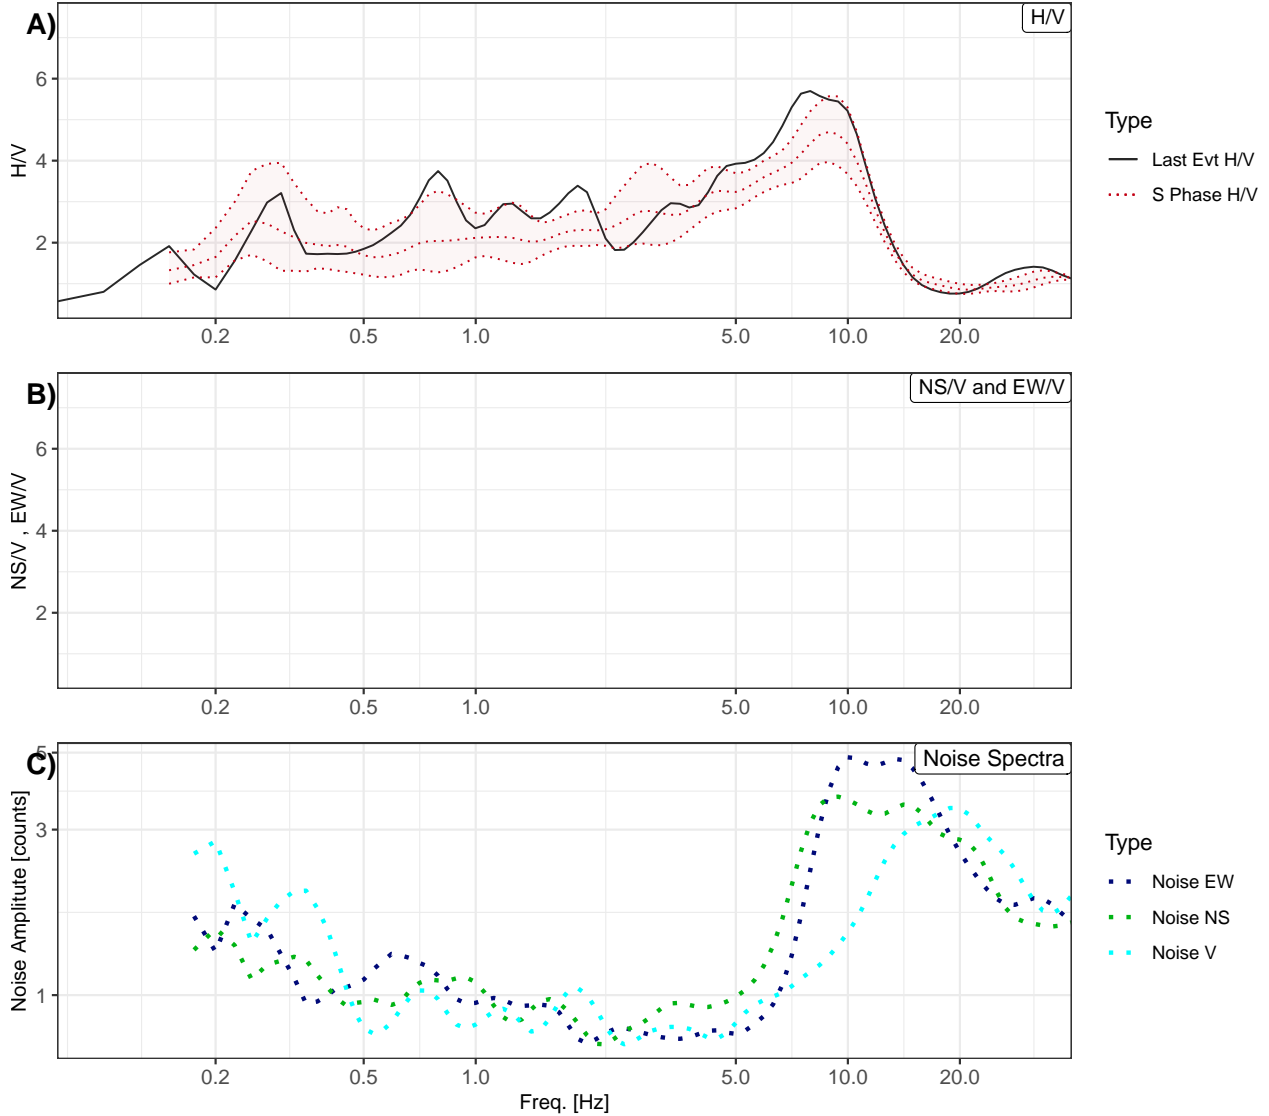 A)
H/V
6
4
2
H/V
0.2 0.5 1.0 5.0 10.0 20.0
Type
Last Evt H/V
S Phase H/V
B)
NS/V and EW/V
6
4
2
NS/V , EW/V
0.2 0.5 1.0 5.0 10.0 20.0
C)
Noise Spectra
5
3
1
Noise Amplitute [counts]
0.2 0.5 1.0 5.0 10.0 20.0
Freq. [Hz]
Type
Noise EW
Noise NS
Noise V